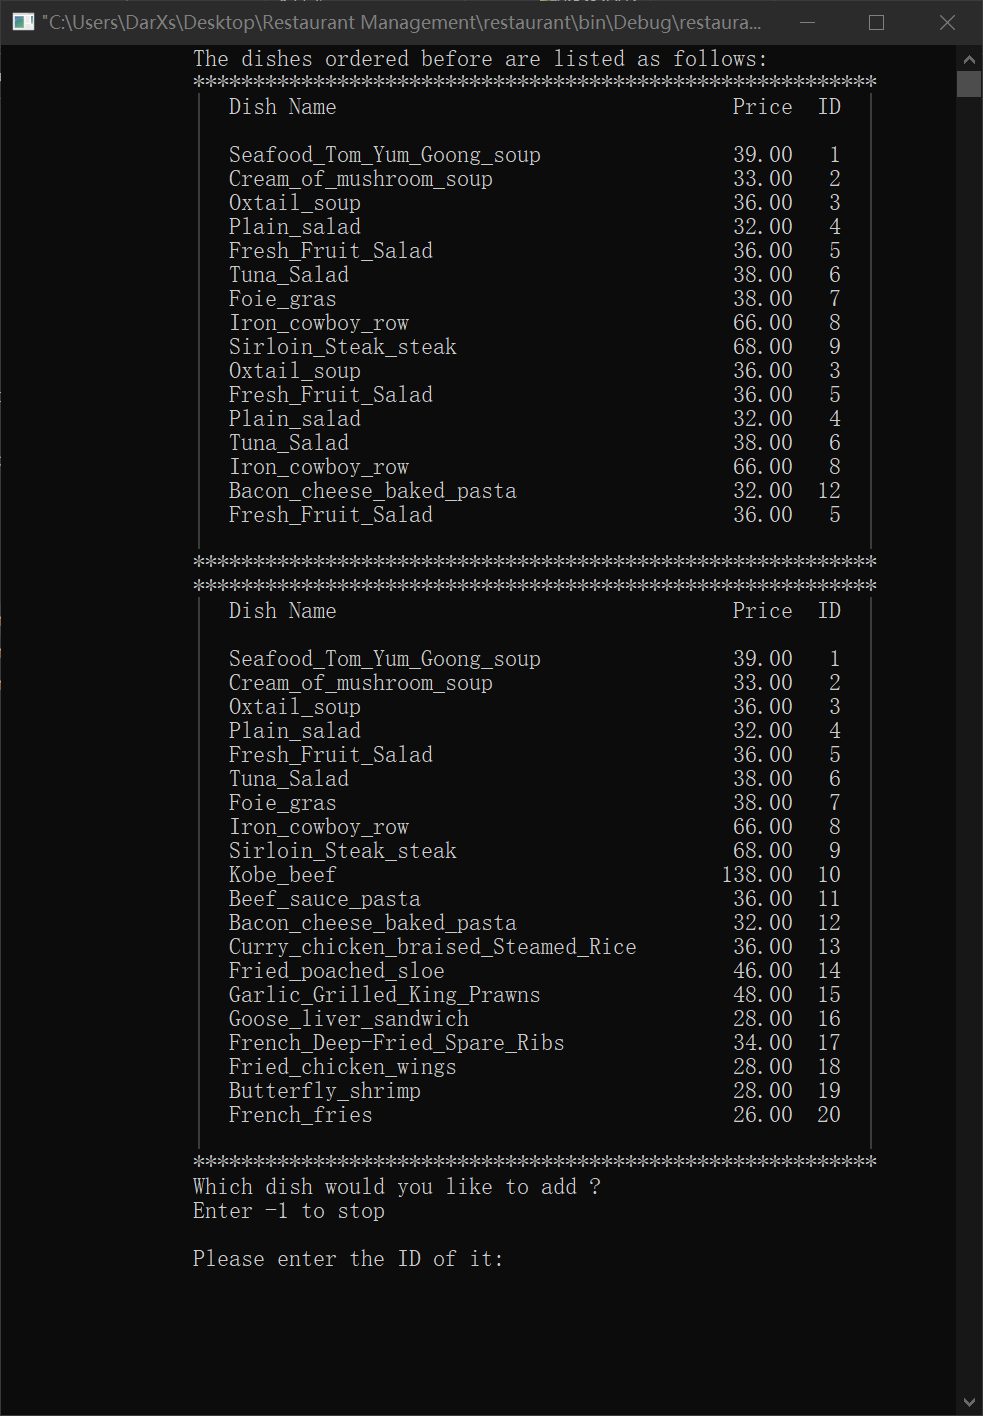 "C:\Users\DarXs\Desktop\Restaurant Management\restaurant\bin\Debug\restaura...
The dishes ordered before are listed as follows:
*********************************************************
Dish Name Price ID
Seafood_Tom_Yum_Goong_soup 39.00 1
Cream_of_mushroom_soup 33.00 2
Oxtail_soup 36.00 3
Plain_salad 32.00 4
Fresh_Fruit_Salad 36.00 5
Tuna_Salad 38.00 6
Foie_gras 38.00 7
Iron_cowboy_row 66.00 8
Sirloin_Steak_steak 68.00 9
Oxtail_soup 36.00 3
Fresh_Fruit_Salad 36.00 5
Plain_salad 32.00 4
Tuna_Salad 38.00 6
Iron_cowboy_row 66.00 8
Bacon_cheese_baked_pasta 32.00 12
Fresh_Fruit_Salad 36.00 5
*********************************************************
*********************************************************
Dish Name Price ID
Seafood_Tom_Yum_Goong_soup 39.00 1
Cream_of_mushroom_soup 33.00 2
Oxtail_soup 36.00 3
Plain_salad 32.00 4
Fresh_Fruit_Salad 36.00 5
Tuna_Salad 38.00 6
Foie_gras 38.00 7
Iron_cowboy_row 66.00 8
Sirloin_Steak_steak 68.00 9
Kobe_beef 138.00 10
Beef_sauce_pasta 36.00 11
Bacon_cheese_baked_pasta 32.00 12
Curry_chicken_braised_Steamed_Rice 36.00 13
Fried_poached_sloe 46.00 14
Garlic_Grilled_King_Prawns 48.00 15
Goose_liver_sandwich 28.00 16
French_Deep-Fried_Spare_Ribs 34.00 17
Fried_chicken_wings 28.00 18
Butterfly_shrimp 28.00 19
French_fries 26.00 20
*********************************************************
Which dish would you like to add ?
Enter -1 to stop
Please enter the ID of it: